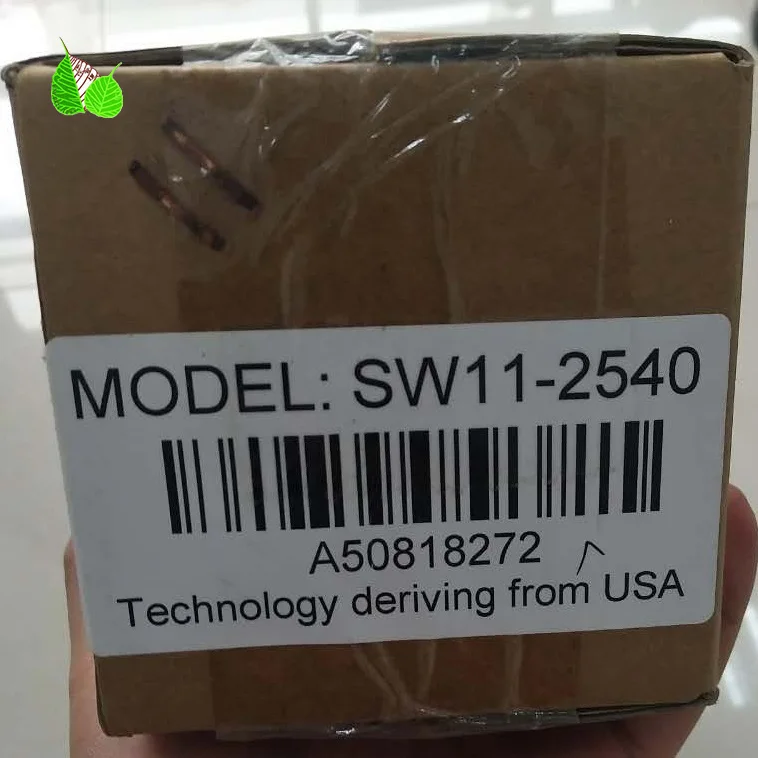 MODEL: SW11-2540
A50818272
Technology deriving from USA